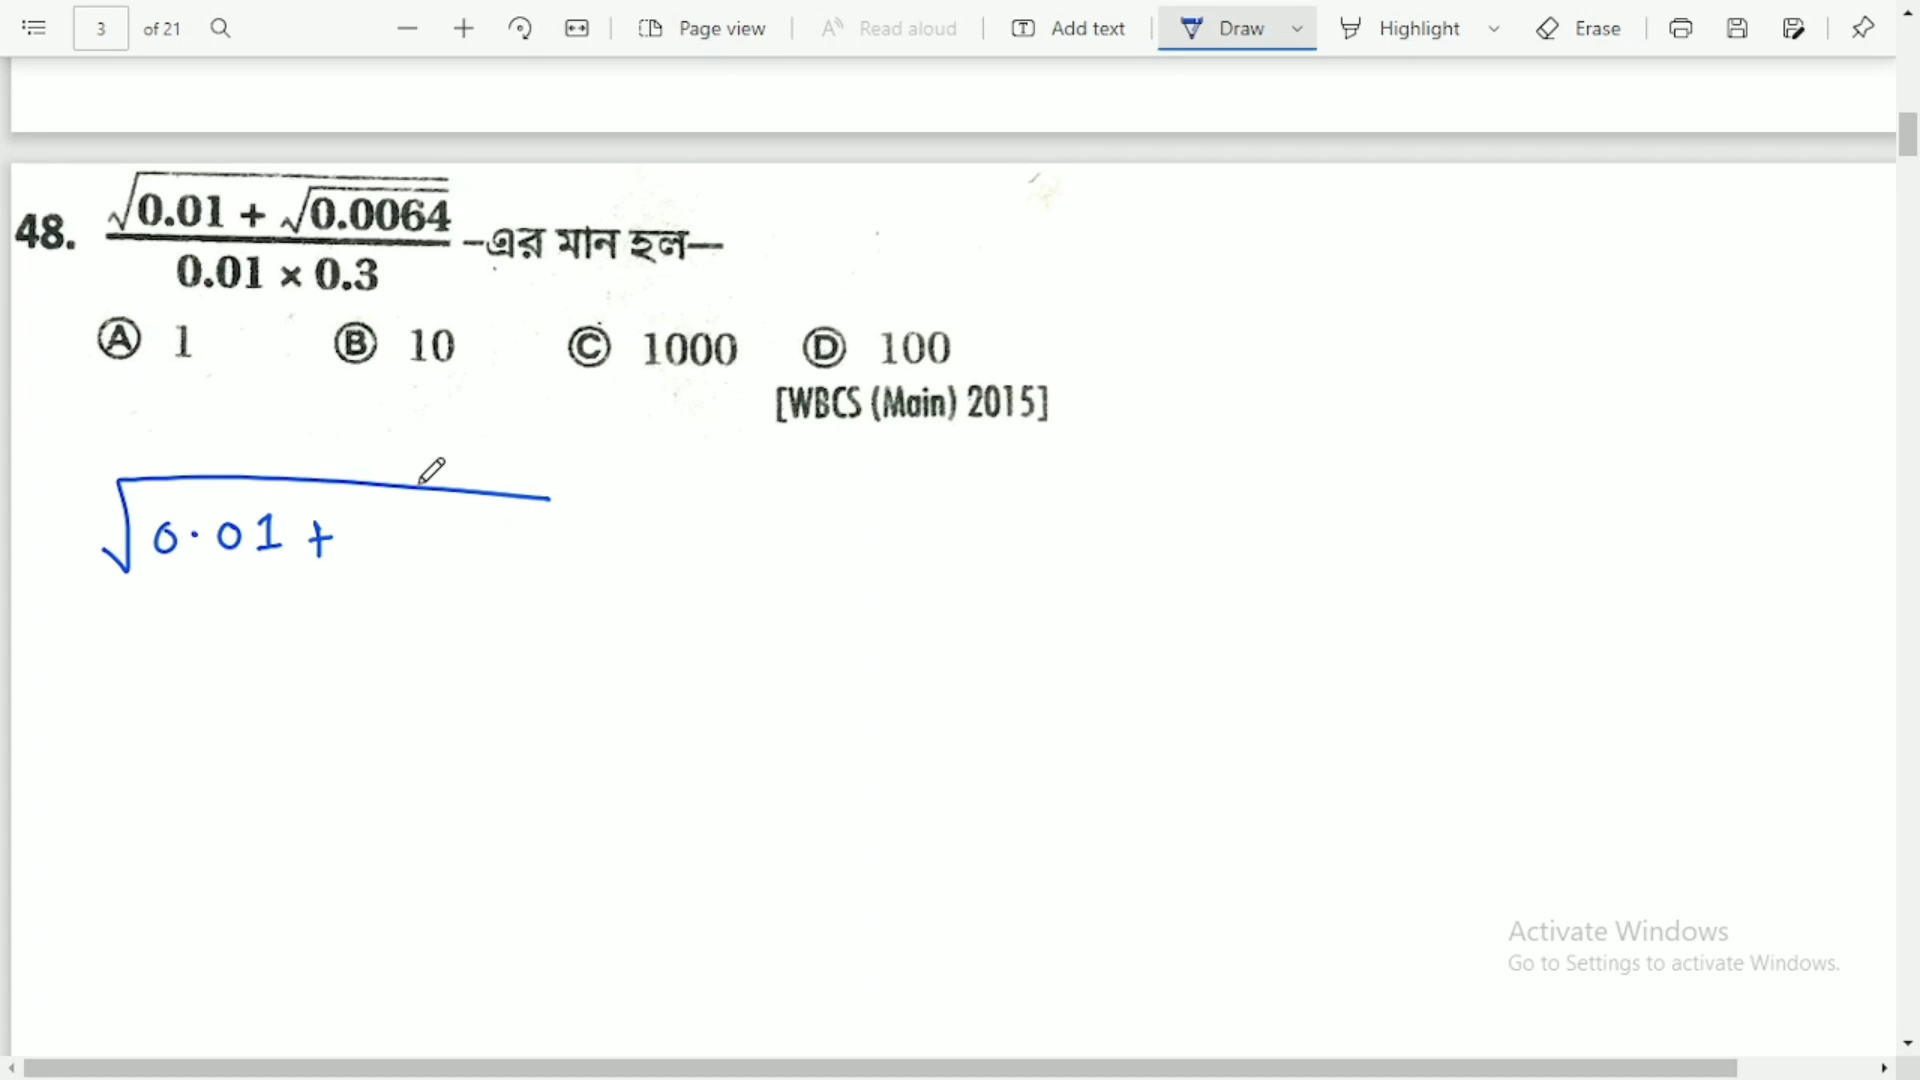 3 of 21 Page view Read aloud Add text Draw Highlight Erase
48. √(0.01 + √0.0064) / (0.01 × 0.3) –এর মান হল—
Ⓐ 1 Ⓑ 10 Ⓒ 1000 Ⓓ 100
[WBCS (Main) 2015]
√0.01 +
Activate Windows
Go to Settings to activate Windows.